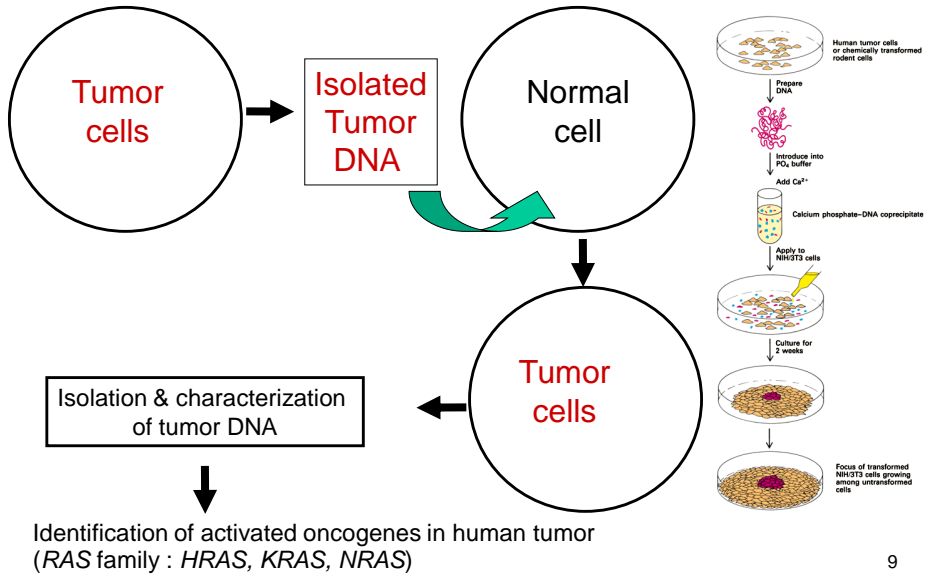 Tumor
cells
Isolated
Tumor
DNA
Normal
cell
Tumor
cells
Isolation & characterization
of tumor DNA
Identification of activated oncogenes in human tumor
(RAS family : HRAS, KRAS, NRAS)
Human tumor cells
or chemically transformed
rodent cells
Prepare
DNA
Introduce into
PO₄ buffer
Add Ca²⁺
Calcium phosphate–DNA coprecipitate
Apply to
NIH/3T3 cells
Culture for
2 weeks
Focus of transformed
NIH/3T3 cells growing
among untransformed
cells
9